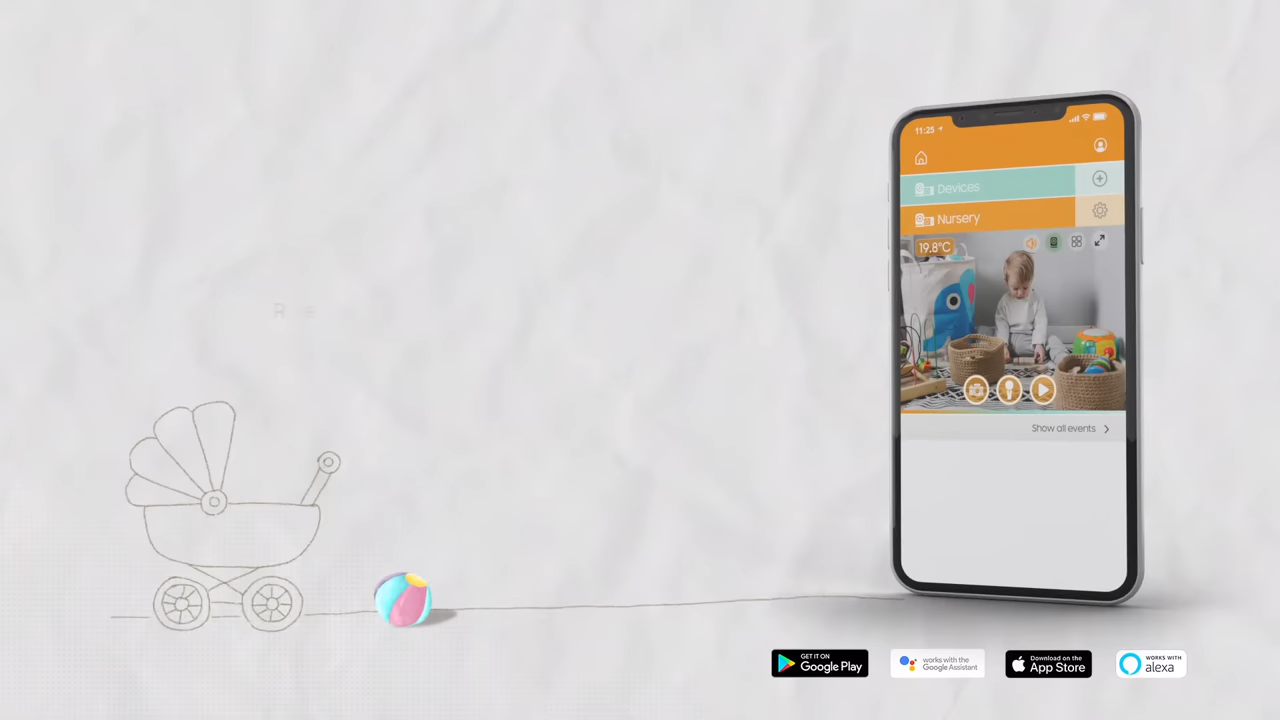 11:25
Devices
Nursery
19.8°C
Show all events
GET IT ON
Google Play
works with the
Google Assistant
Download on the
App Store
WORKS WITH
alexa